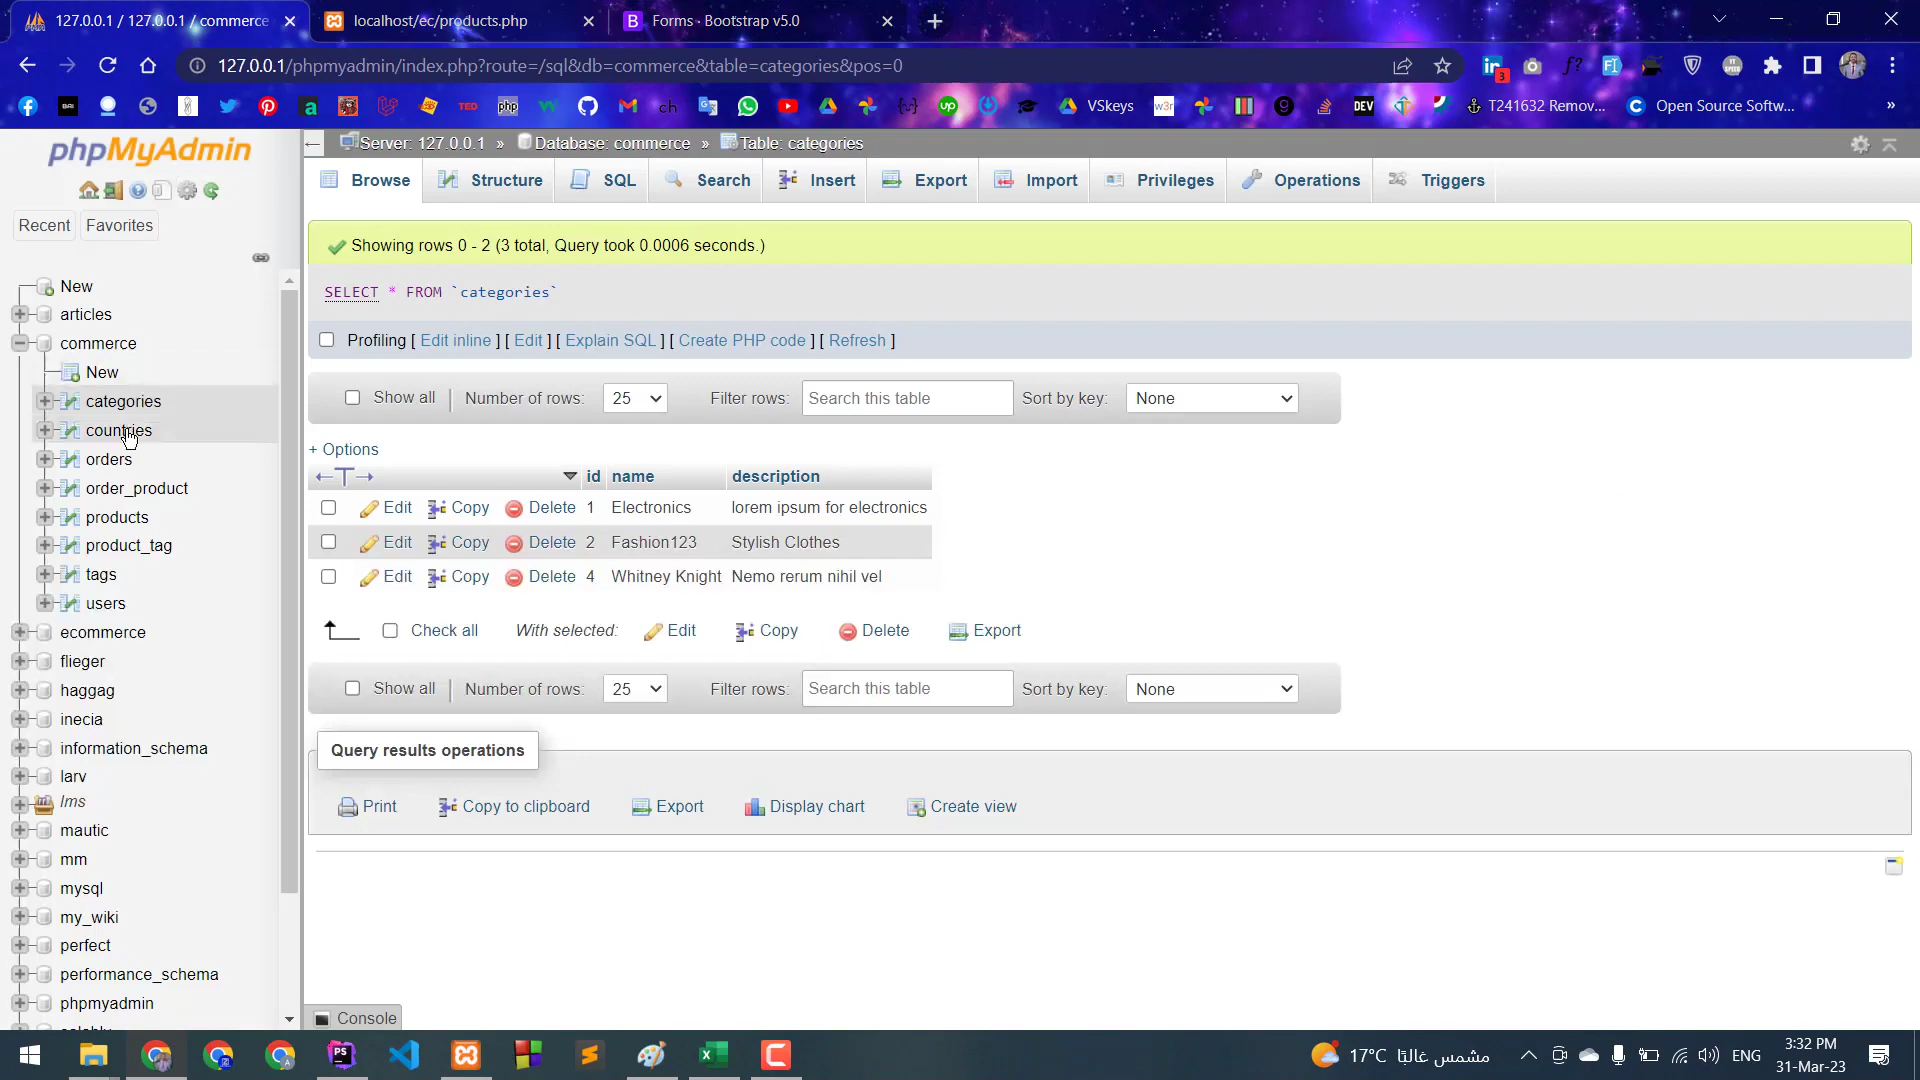 127.0.0.1 / 127.0.0.1 / commerce
localhost/ec/products.php
B Forms · Bootstrap v5.0
127.0.0.1/phpmyadmin/index.php?route=/sql&db=commerce&table=categories&pos=0
3
TED php ch VSkeys w3r DEV T241632 Remov... Open Source Softw... »
phpMyAdmin
Recent Favorites
New
articles
commerce
New
categories
countries
orders
order_product
products
product_tag
tags
users
ecommerce
flieger
haggag
inecia
information_schema
larv
lms
mautic
mm
mysql
my_wiki
perfect
performance_schema
phpmyadmin
Server: 127.0.0.1 » Database: commerce » Table: categories
Browse Structure SQL Search Insert Export Import Privileges Operations Triggers
Showing rows 0 - 2 (3 total, Query took 0.0006 seconds.)
SELECT * FROM `categories`
Profiling [ Edit inline ] [ Edit ] [ Explain SQL ] [ Create PHP code ] [ Refresh ]
Show all Number of rows: 25 Filter rows: Search this table Sort by key: None
+ Options
←T→ id name description
Edit Copy Delete 1 Electronics lorem ipsum for electronics
Edit Copy Delete 2 Fashion123 Stylish Clothes
Edit Copy Delete 4 Whitney Knight Nemo rerum nihil vel
Check all With selected: Edit Copy Delete Export
Show all Number of rows: 25 Filter rows: Search this table Sort by key: None
Query results operations
Print Copy to clipboard Export Display chart Create view
Console
PS
17°C مشمس غالبًا
ENG
3:32 PM
31-Mar-23